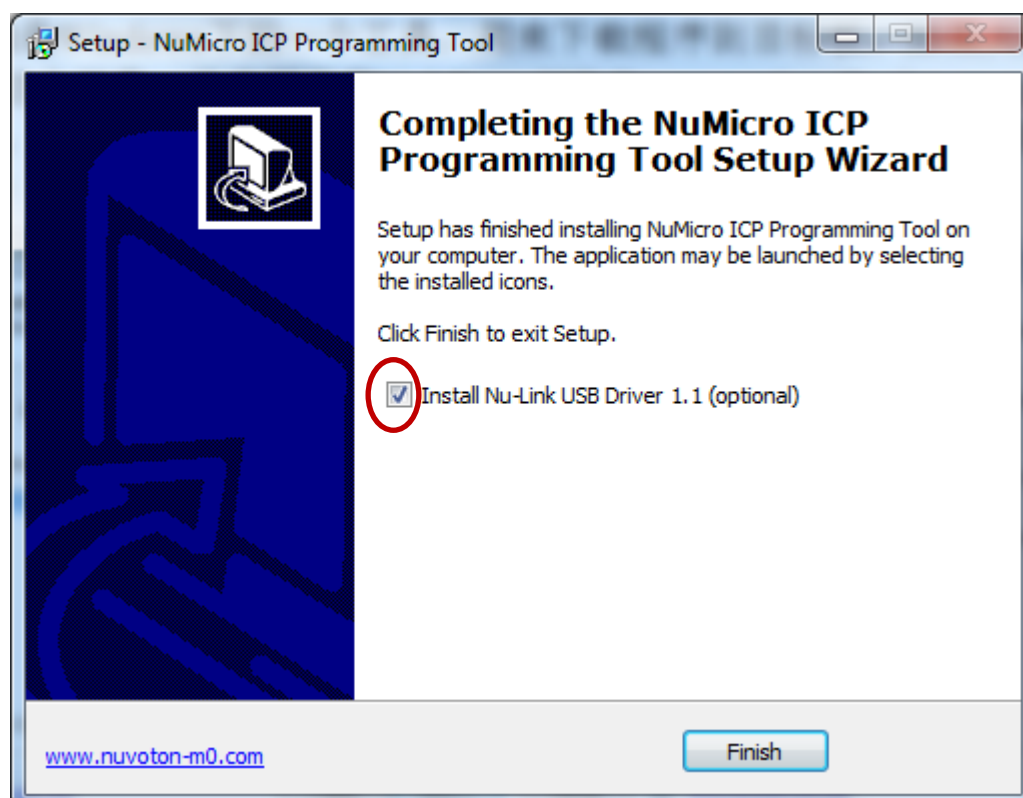 Setup - NuMicro ICP Programming Tool
Completing the NuMicro ICP
Programming Tool Setup Wizard
Setup has finished installing NuMicro ICP Programming Tool on
your computer. The application may be launched by selecting
the installed icons.
Click Finish to exit Setup.
Install Nu-Link USB Driver 1.1 (optional)
www.nuvoton-m0.com
Finish